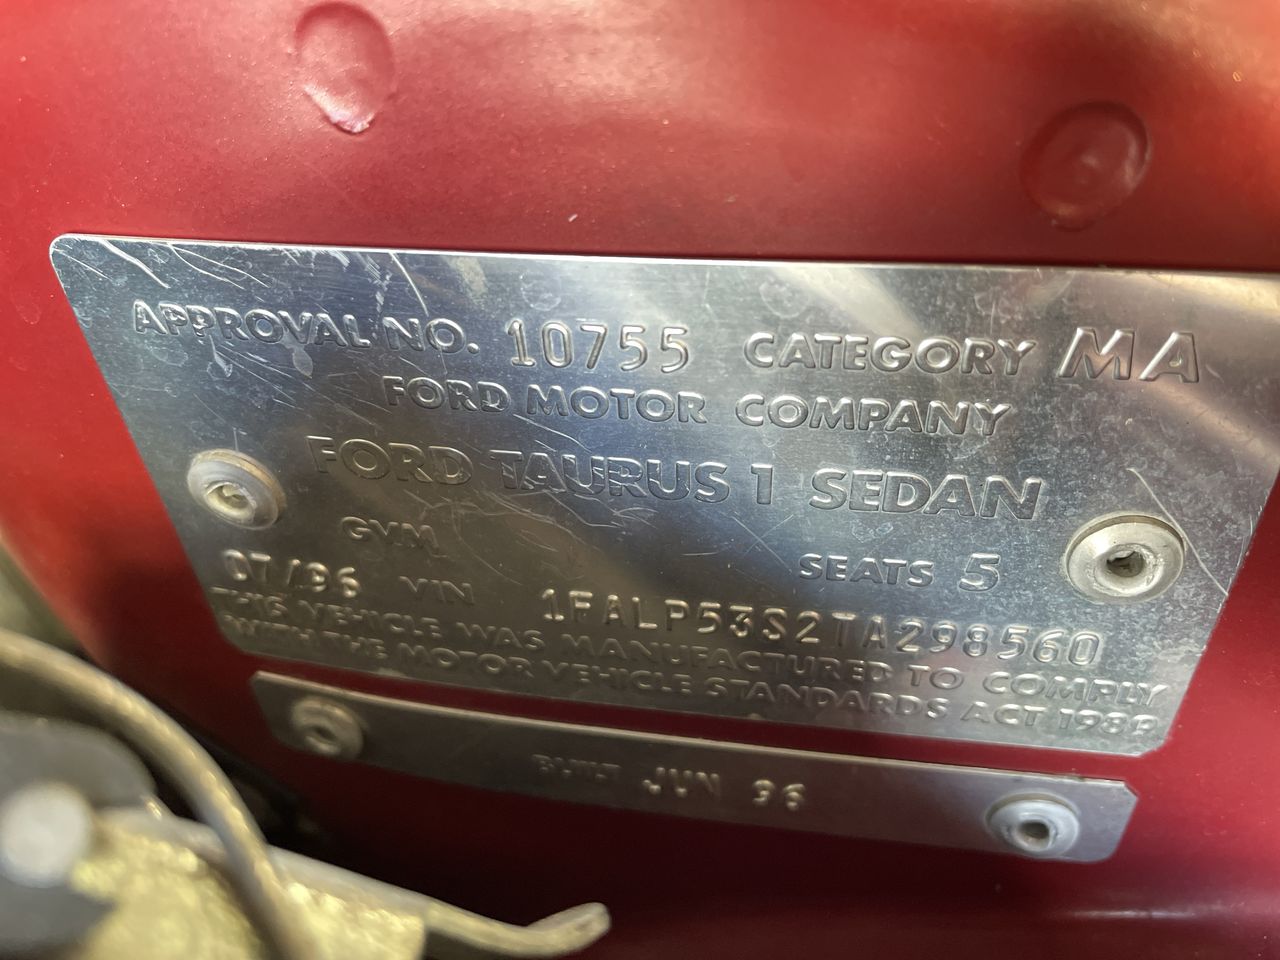 APPROVAL NO. 10755 CATEGORY MA
FORD MOTOR COMPANY
FORD TAURUS 1 SEDAN
GVM SEATS 5
07/96 VIN 1FALP53S2TA298560
THIS VEHICLE WAS MANUFACTURED TO COMPLY
WITH THE MOTOR VEHICLE STANDARDS ACT 1989
BUILT JUN 96